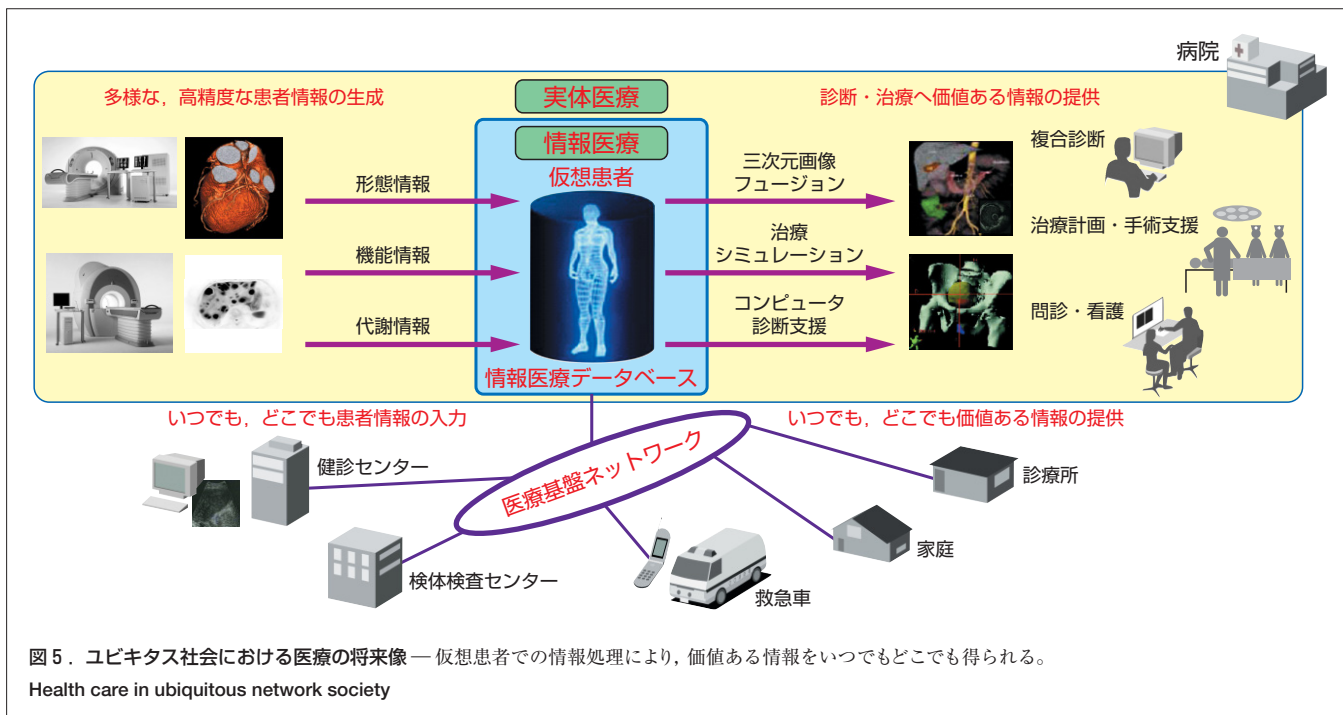 病院
多様な，高精度な患者情報の生成
実体医療
診断・治療へ価値ある情報の提供
情報医療
仮想患者
形態情報
機能情報
代謝情報
三次元画像
フュージョン
治療
シミュレーション
コンピュータ
診断支援
複合診断
治療計画・手術支援
問診・看護
情報医療データベース
いつでも，どこでも患者情報の入力
いつでも，どこでも価値ある情報の提供
健診センター
医療基盤ネットワーク
診療所
検体検査センター
救急車
家庭
図5．ユビキタス社会における医療の将来像 — 仮想患者での情報処理により，価値ある情報をいつでもどこでも得られる。
Health care in ubiquitous network society